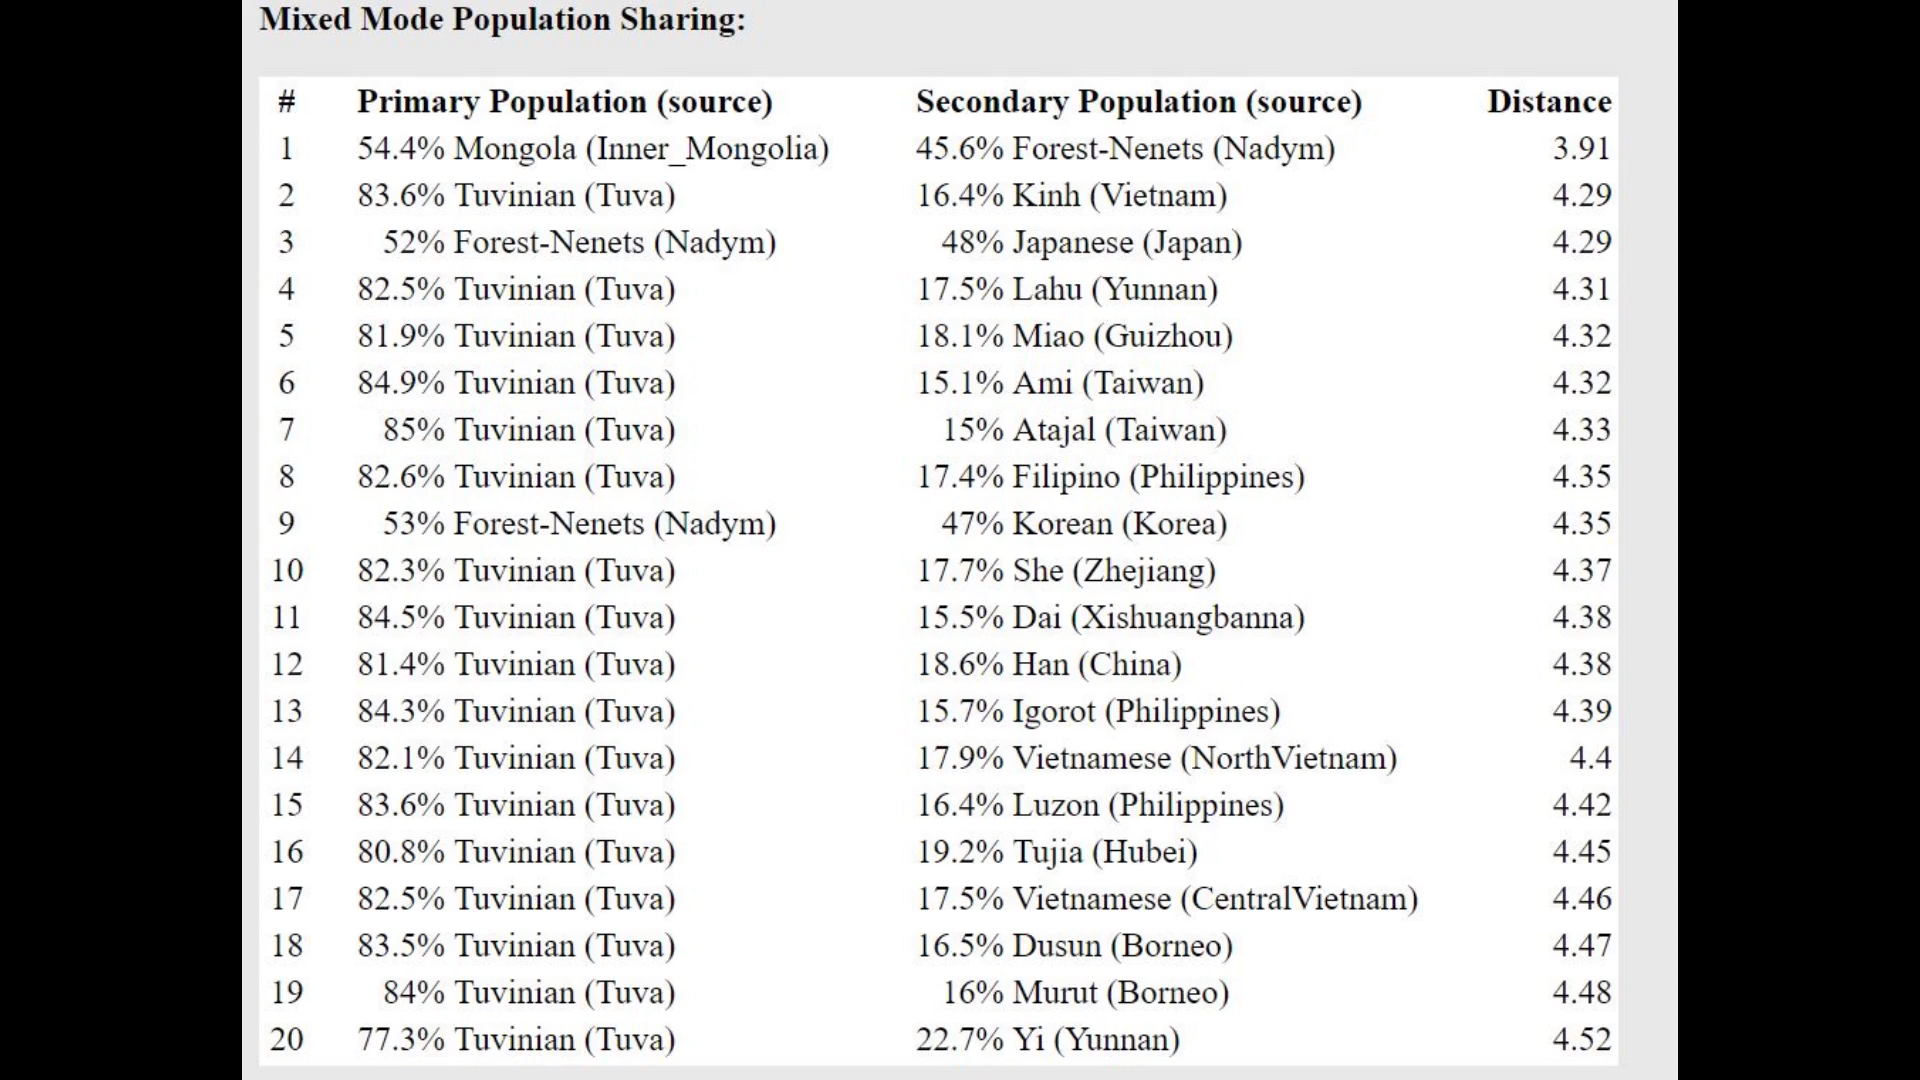 Mixed Mode Population Sharing:
# Primary Population (source) Secondary Population (source) Distance
1 54.4% Mongola (Inner_Mongolia) 45.6% Forest-Nenets (Nadym) 3.91
2 83.6% Tuvinian (Tuva) 16.4% Kinh (Vietnam) 4.29
3 52% Forest-Nenets (Nadym) 48% Japanese (Japan) 4.29
4 82.5% Tuvinian (Tuva) 17.5% Lahu (Yunnan) 4.31
5 81.9% Tuvinian (Tuva) 18.1% Miao (Guizhou) 4.32
6 84.9% Tuvinian (Tuva) 15.1% Ami (Taiwan) 4.32
7 85% Tuvinian (Tuva) 15% Atajal (Taiwan) 4.33
8 82.6% Tuvinian (Tuva) 17.4% Filipino (Philippines) 4.35
9 53% Forest-Nenets (Nadym) 47% Korean (Korea) 4.35
10 82.3% Tuvinian (Tuva) 17.7% She (Zhejiang) 4.37
11 84.5% Tuvinian (Tuva) 15.5% Dai (Xishuangbanna) 4.38
12 81.4% Tuvinian (Tuva) 18.6% Han (China) 4.38
13 84.3% Tuvinian (Tuva) 15.7% Igorot (Philippines) 4.39
14 82.1% Tuvinian (Tuva) 17.9% Vietnamese (NorthVietnam) 4.4
15 83.6% Tuvinian (Tuva) 16.4% Luzon (Philippines) 4.42
16 80.8% Tuvinian (Tuva) 19.2% Tujia (Hubei) 4.45
17 82.5% Tuvinian (Tuva) 17.5% Vietnamese (CentralVietnam) 4.46
18 83.5% Tuvinian (Tuva) 16.5% Dusun (Borneo) 4.47
19 84% Tuvinian (Tuva) 16% Murut (Borneo) 4.48
20 77.3% Tuvinian (Tuva) 22.7% Yi (Yunnan) 4.52